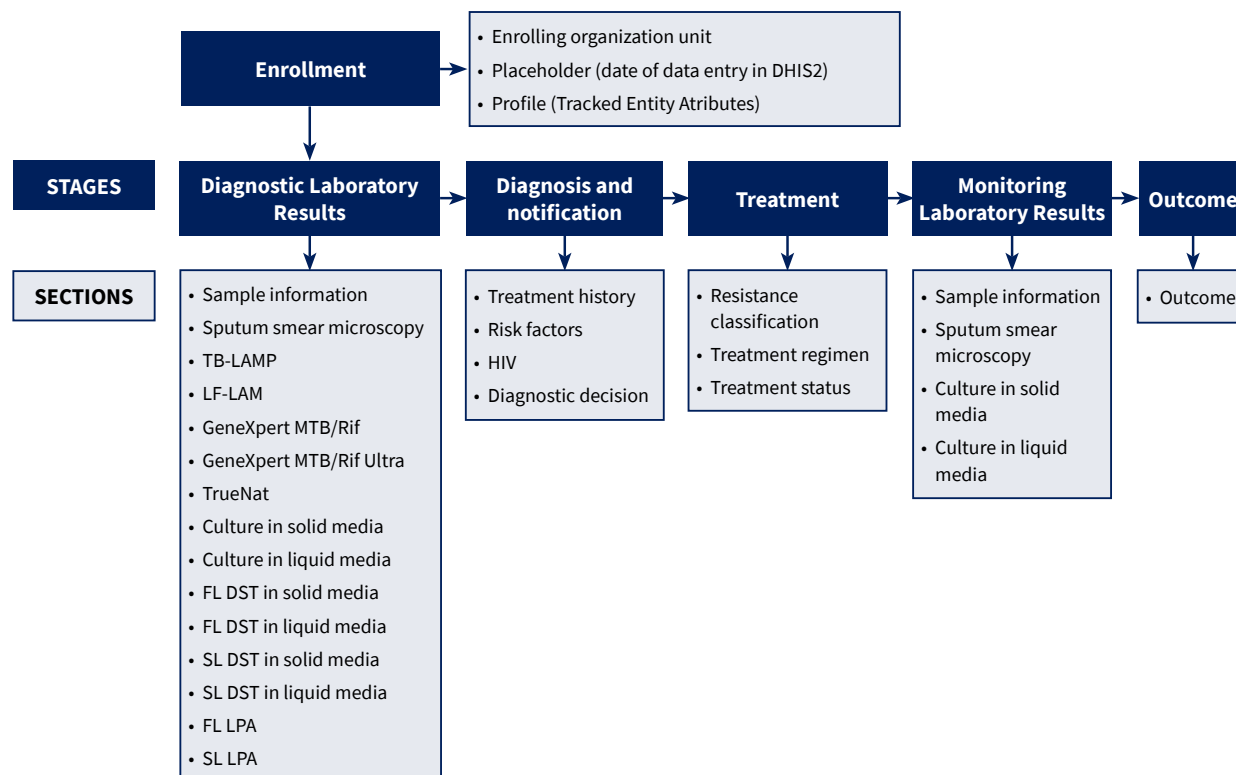 Enrollment
• Enrolling organization unit
• Placeholder (date of data entry in DHIS2)
• Profile (Tracked Entity Atributes)
STAGES
Diagnostic Laboratory
Results
Diagnosis and
notification
Treatment
Monitoring
Laboratory Results
Outcome
SECTIONS
• Sample information
• Sputum smear microscopy
• TB-LAMP
• LF-LAM
• GeneXpert MTB/Rif
• GeneXpert MTB/Rif Ultra
• TrueNat
• Culture in solid media
• Culture in liquid media
• FL DST in solid media
• FL DST in liquid media
• SL DST in solid media
• SL DST in liquid media
• FL LPA
• SL LPA
• Treatment history
• Risk factors
• HIV
• Diagnostic decision
• Resistance
classification
• Treatment regimen
• Treatment status
• Sample information
• Sputum smear
microscopy
• Culture in solid
media
• Culture in liquid
media
• Outcome